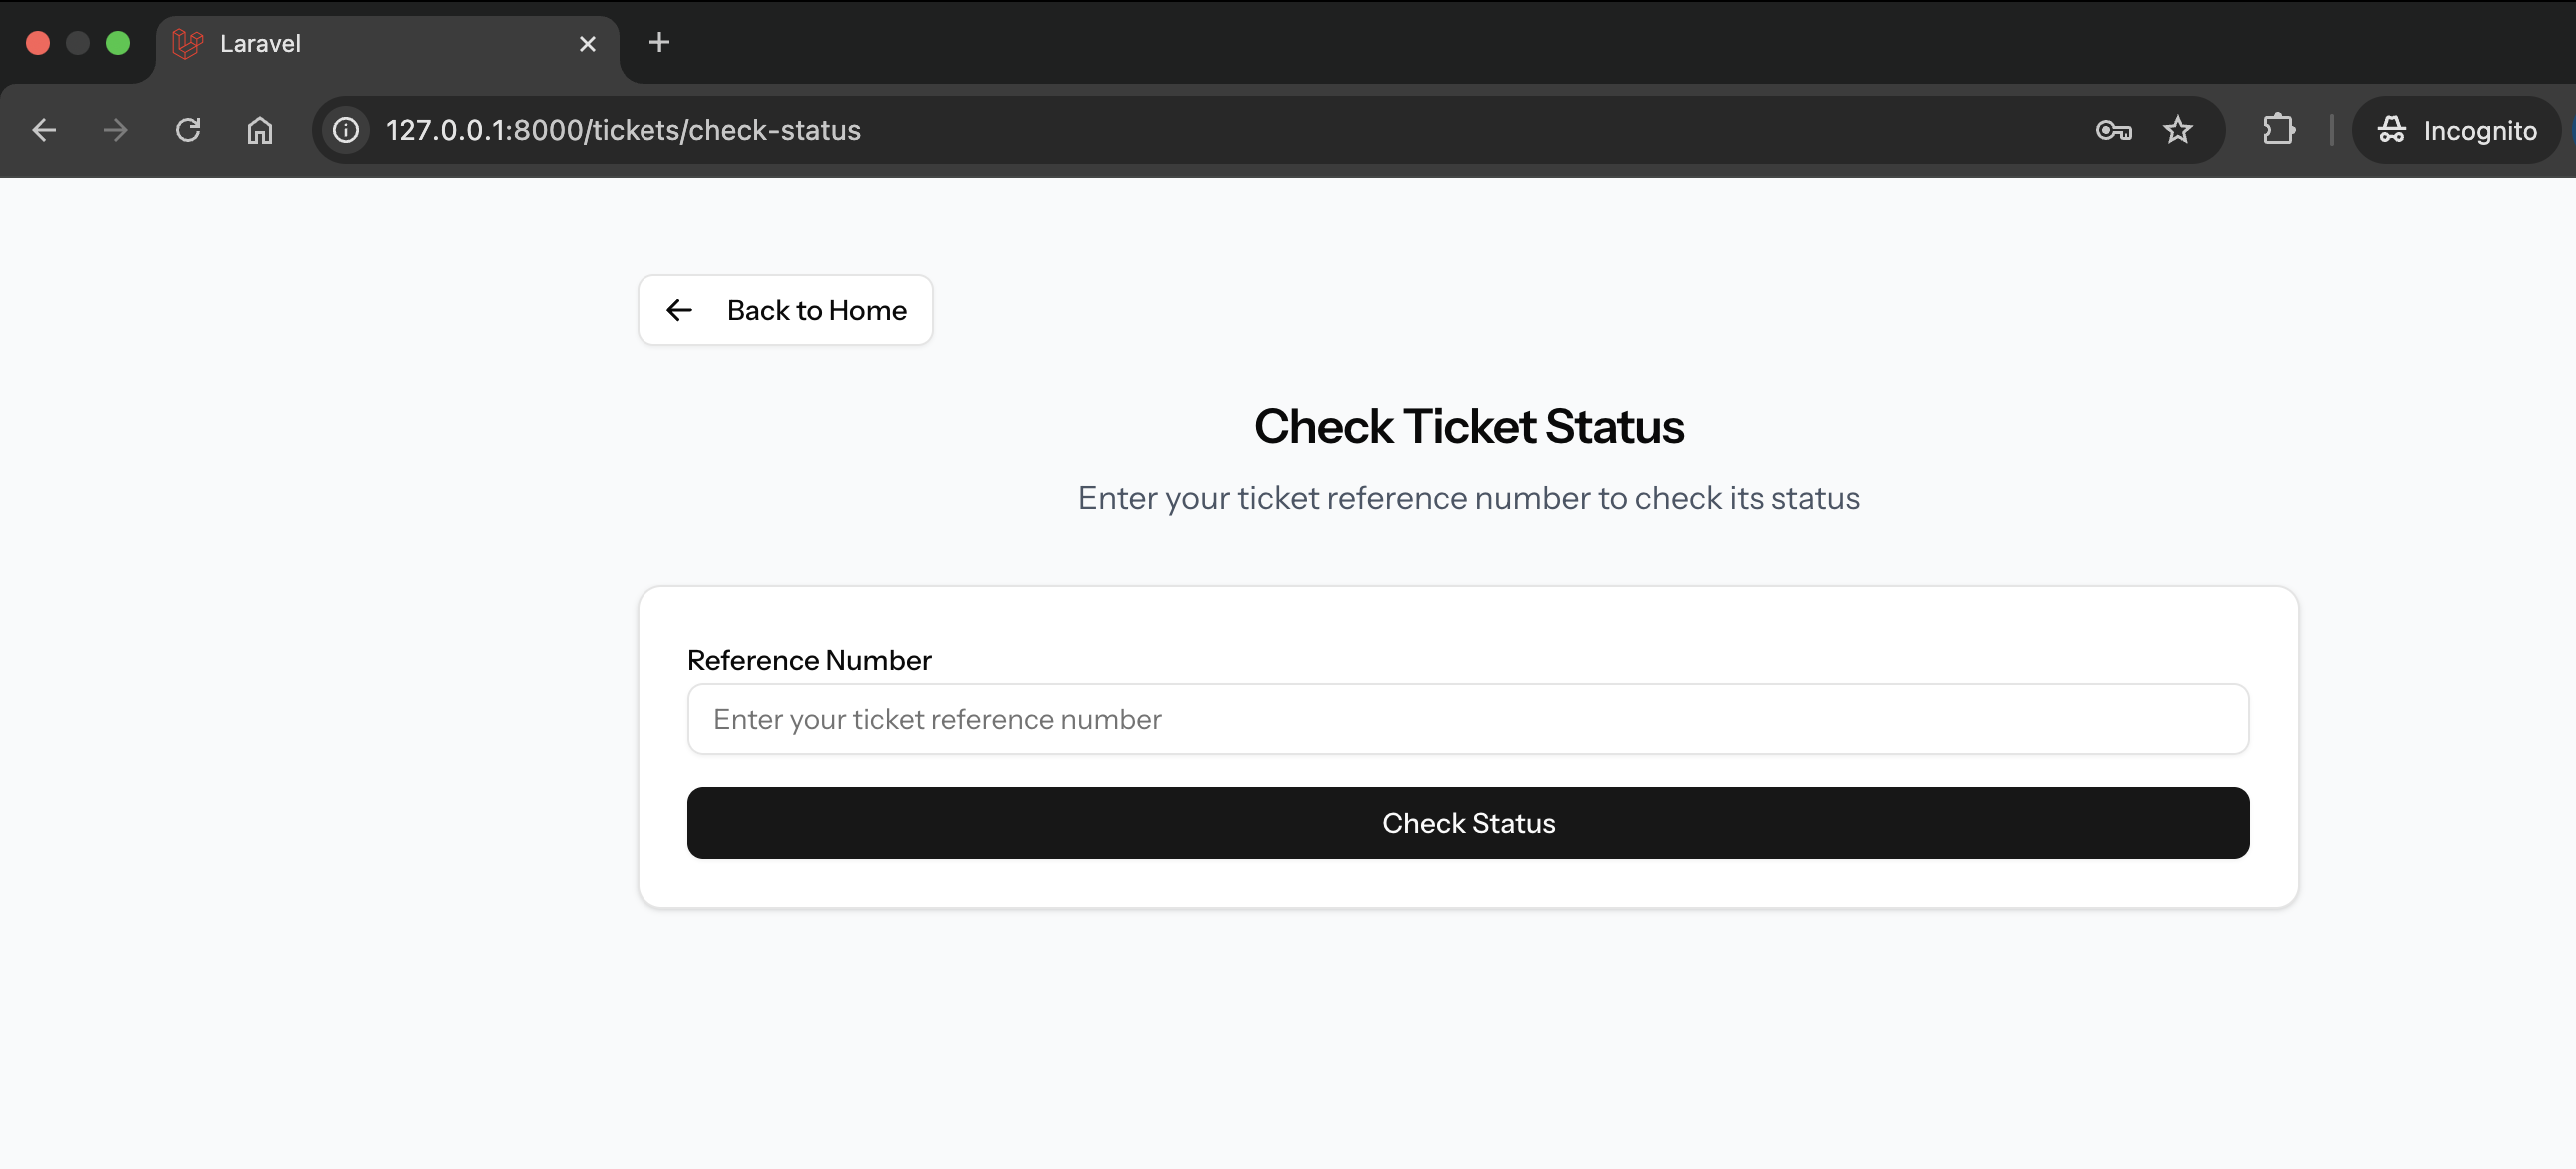 Laravel
127.0.0.1:8000/tickets/check-status
Incognito
Back to Home
Check Ticket Status
Enter your ticket reference number to check its status
Reference Number
Enter your ticket reference number
Check Status